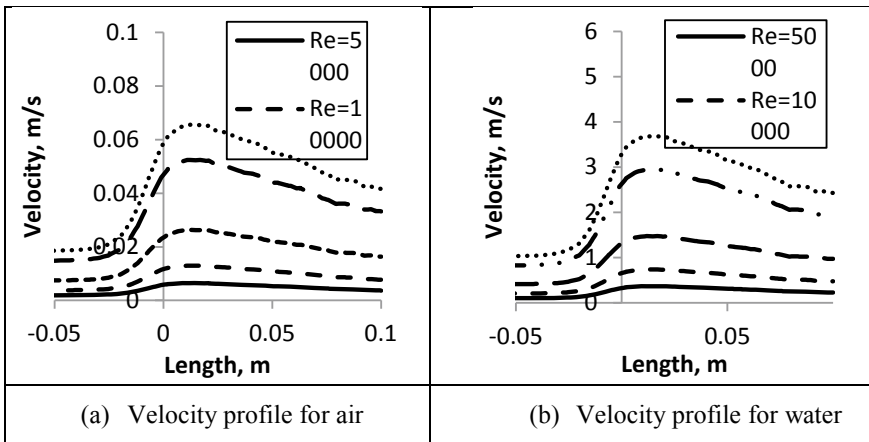 0.1
0.08
0.06
0.04
0.02
0
-0.05
0
0.05
0.1
Velocity, m/s
Length, m
Re=5
000
Re=1
0000
6
5
4
3
2
1
0
-0.05
0.05
Velocity, m/s
Length, m
Re=50
00
Re=10
000
(a) Velocity profile for air
(b) Velocity profile for water